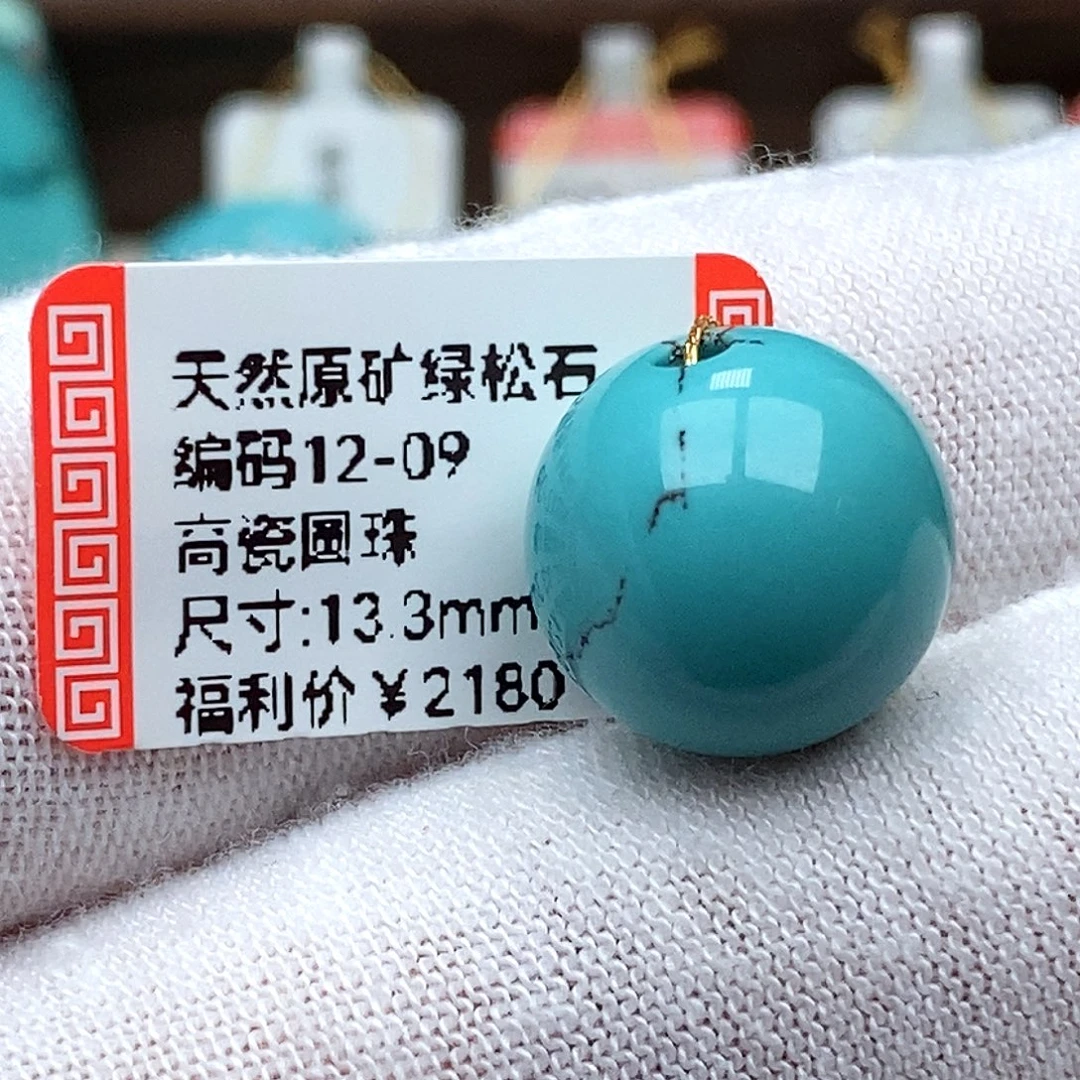 天然原矿绿松石
编码12-09
高瓷圆珠
尺寸:13.3mm
福利价￥2180